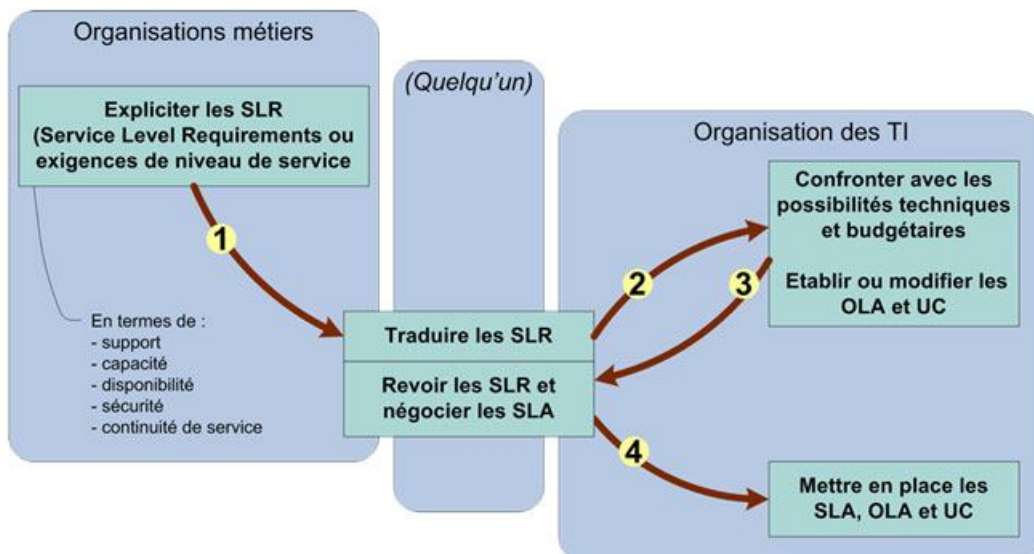 Organisations métiers
Expliciter les SLR
(Service Level Requirements ou
exigences de niveau de service
1
En termes de :
- support
- capacité
- disponibilité
- sécurité
- continuité de service
(Quelqu'un)
Traduire les SLR
Revoir les SLR et
négocier les SLA
2
3
4
Organisation des TI
Confronter avec les
possibilités techniques
et budgétaires
Etablir ou modifier les
OLA et UC
Mettre en place les
SLA, OLA et UC